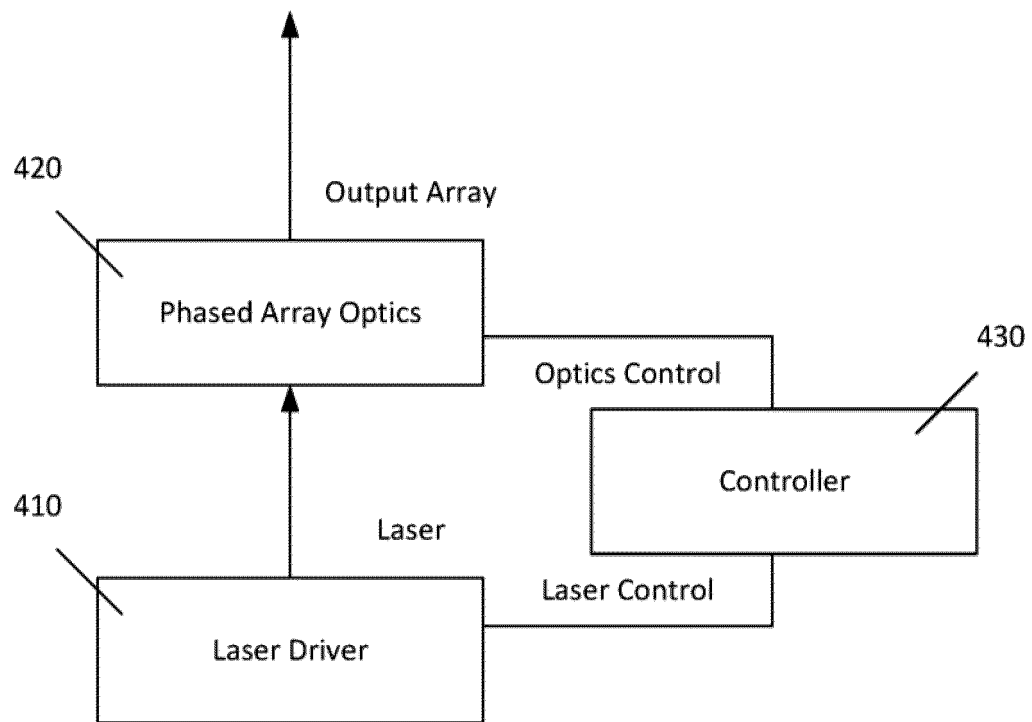 420
Output Array
Phased Array Optics
430
Optics Control
Controller
410
Laser
Laser Control
Laser Driver